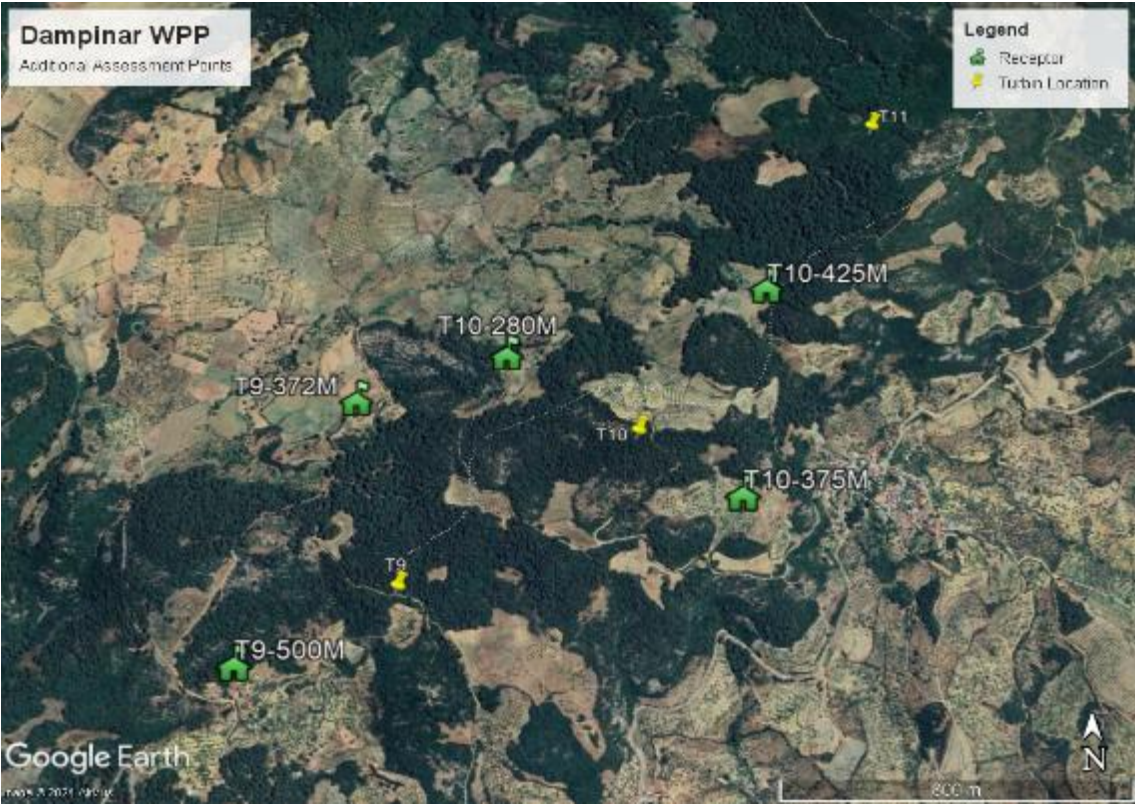 Dampinar WPP
Additional Assessment Points
Legend
Receptor
Turbin Location
T11
T10-425M
T10-280M
T9-372M
T10
T10-375M
T9
T9-500M
Google Earth
N